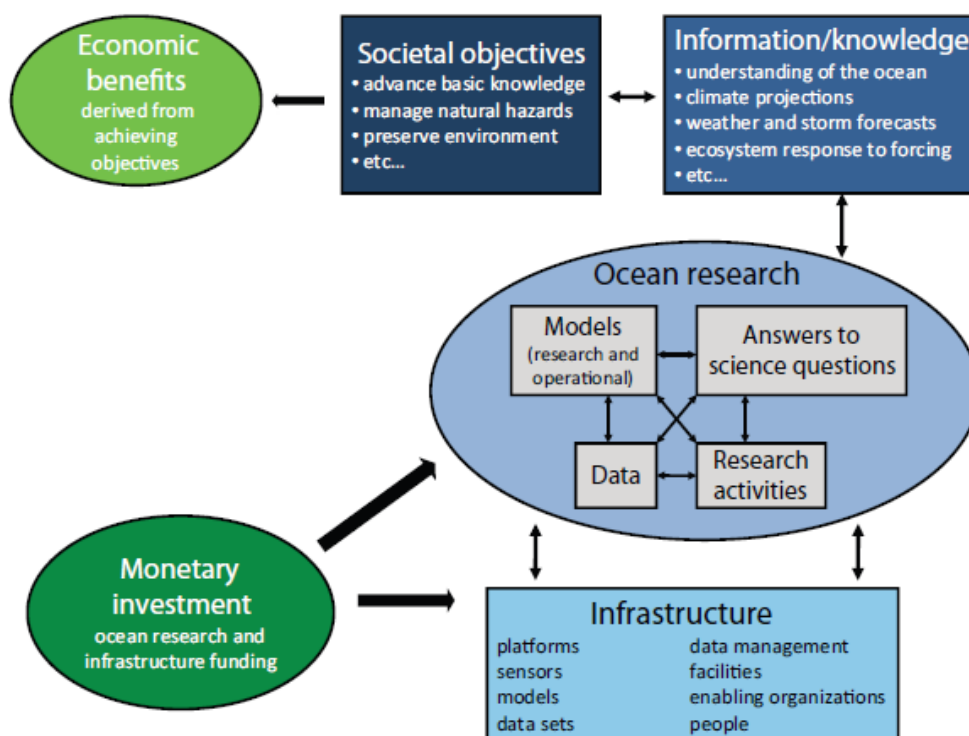 Economic
benefits
derived from
achieving
objectives
Societal objectives
• advance basic knowledge
• manage natural hazards
• preserve environment
• etc...
Information/knowledge
• understanding of the ocean
• climate projections
• weather and storm forecasts
• ecosystem response to forcing
• etc...
Ocean research
Models
(research and
operational)
Answers to
science questions
Data
Research
activities
Monetary
investment
ocean research and
infrastructure funding
Infrastructure
platforms
sensors
models
data sets
data management
facilities
enabling organizations
people